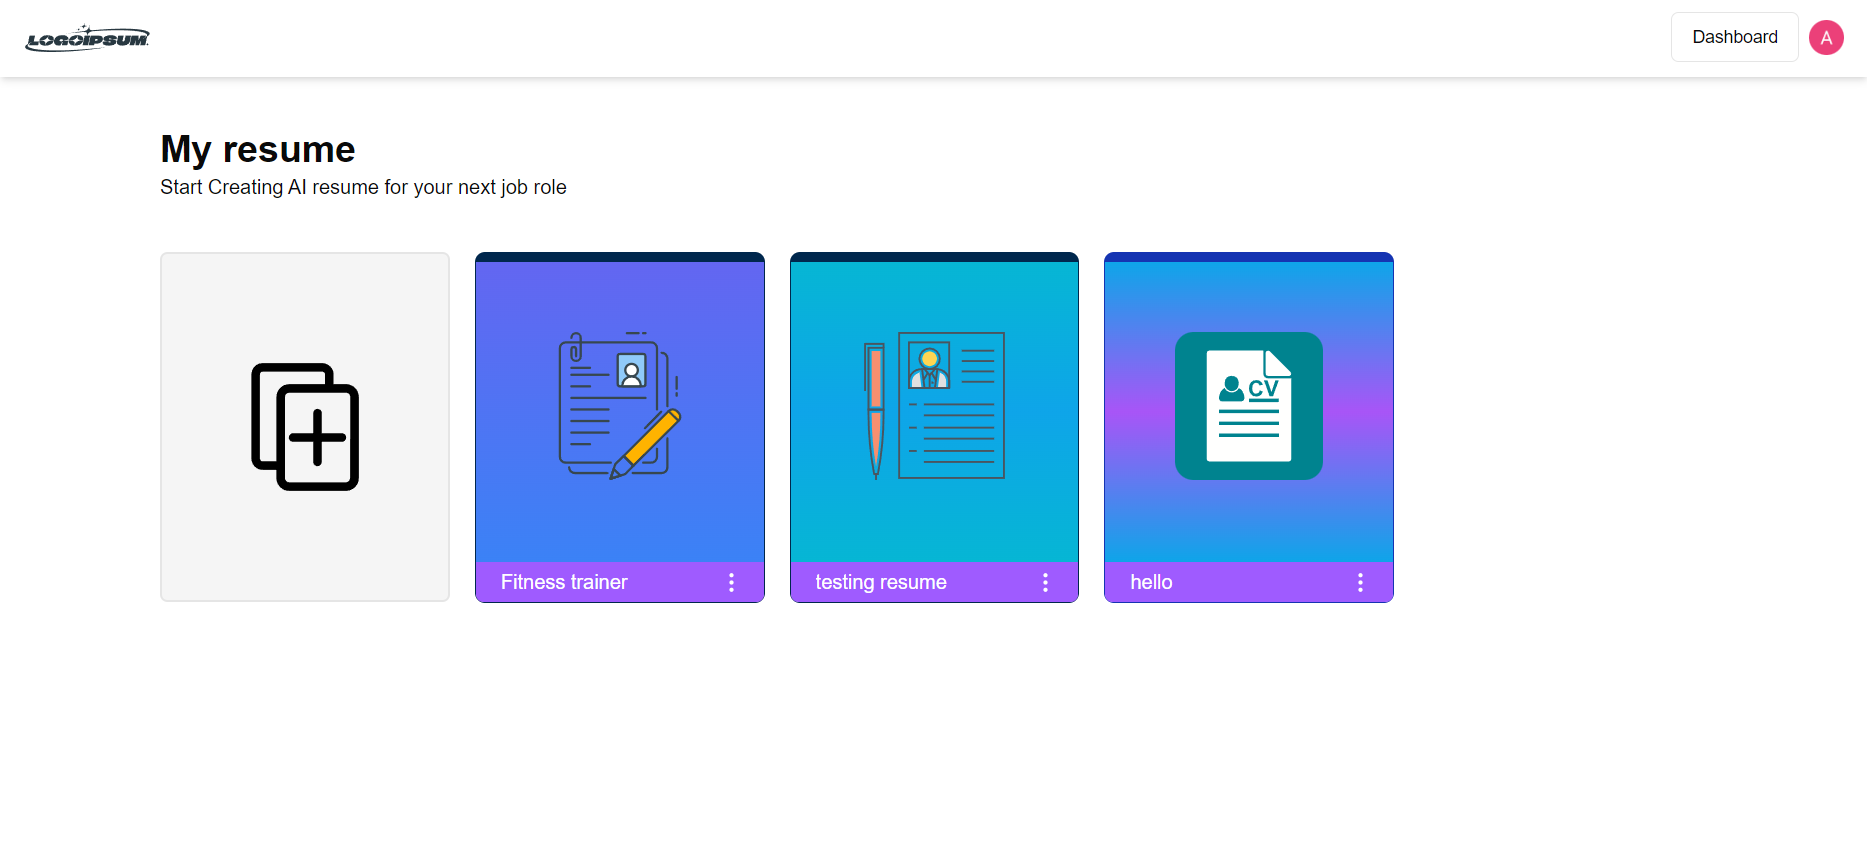 LOGOIPSUM
Dashboard
A
My resume
Start Creating AI resume for your next job role
CV
Fitness trainer
testing resume
hello